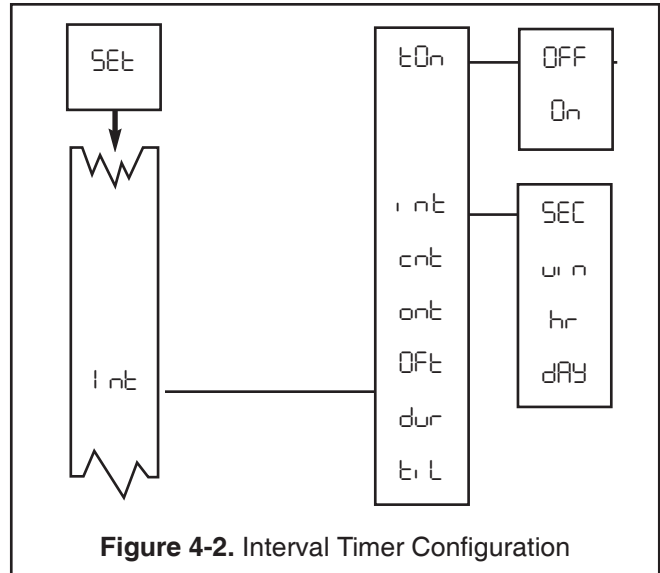 SEt
Int
tOn
int
cnt
ont
OFt
dur
tiL
OFF
On
SEC
min
hr
dAY
Figure 4-2. Interval Timer Configuration